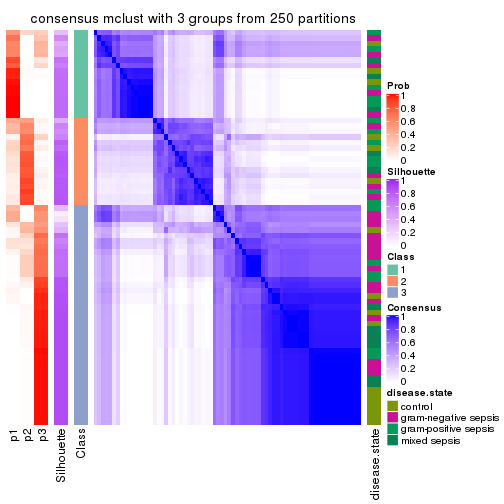 consensus mclust with 3 groups from 250 partitions
p1
p2
p3
Silhouette
Class
disease.state
Prob
1
0.8
0.6
0.4
0.2
0
Silhouette
1
0.8
0.6
0.4
0.2
0
Class
1
2
3
Consensus
1
0.8
0.6
0.4
0.2
0
disease.state
control
gram-negative sepsis
gram-positive sepsis
mixed sepsis